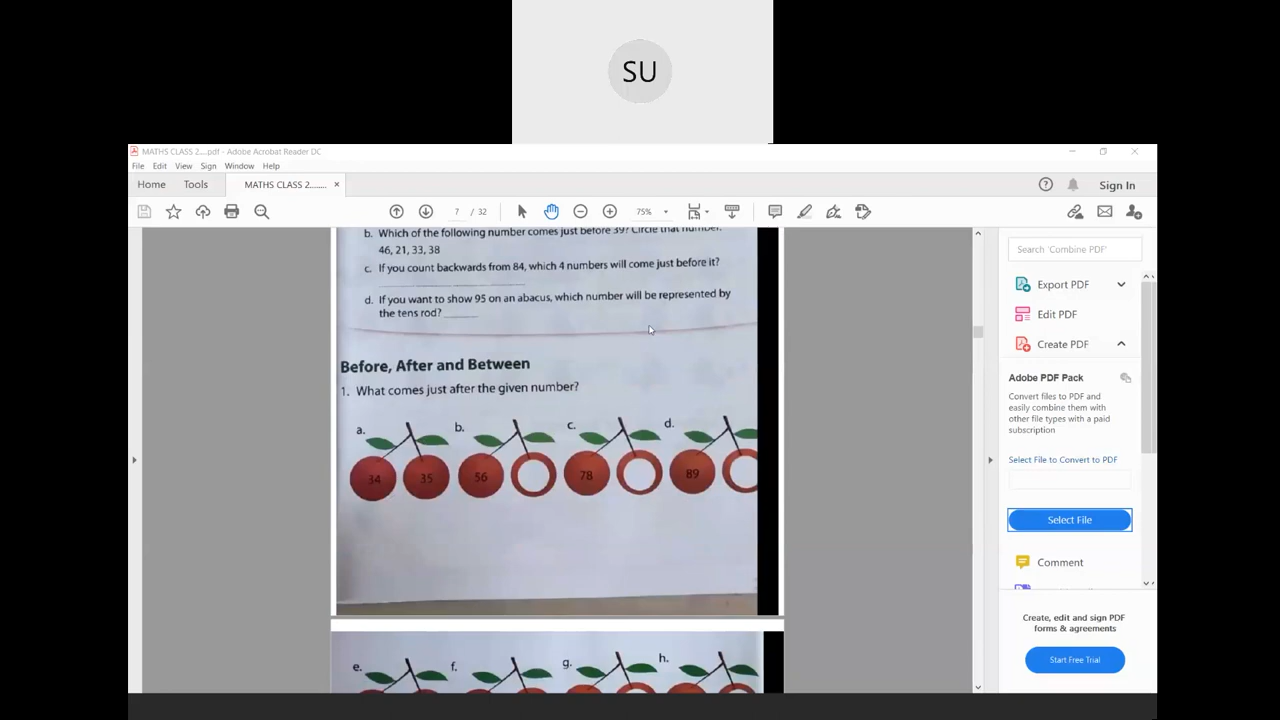 SU
MATHS CLASS 2....pdf - Adobe Acrobat Reader DC
File Edit View Sign Window Help
Home Tools MATHS CLASS 2....... × Sign In
7 / 32 75%
b. Which of the following number comes just before 39? Circle that number.
46, 21, 33, 38
c. If you count backwards from 84, which 4 numbers will come just before it?
d. If you want to show 95 on an abacus, which number will be represented by
the tens rod? ______
Before, After and Between
1. What comes just after the given number?
a. b. c. d.
34 35 56 78 89
e. f. g. h.
Search 'Combine PDF'
Export PDF
Edit PDF
Create PDF
Adobe PDF Pack
Convert files to PDF and
easily combine them with
other file types with a paid
subscription
Select File to Convert to PDF
Select File
Comment
Create, edit and sign PDF
forms & agreements
Start Free Trial